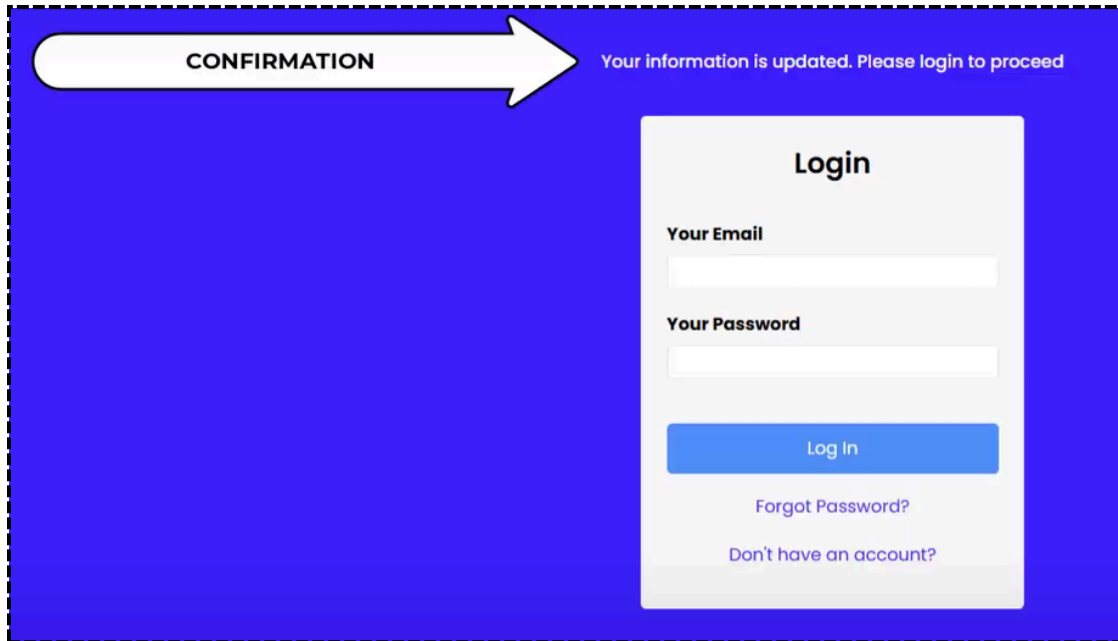 CONFIRMATION
Your information is updated. Please login to proceed
Login
Your Email
Your Password
Log In
Forgot Password?
Don't have an account?